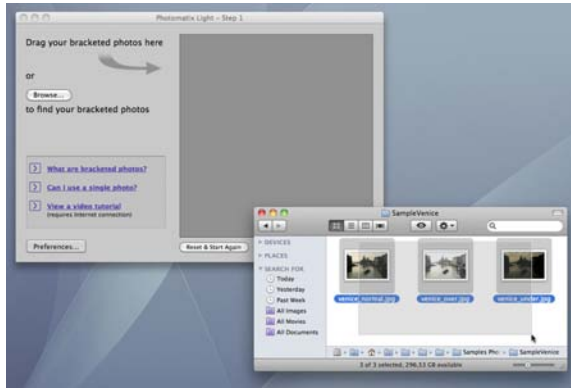 Photomatix Light – Step 1
Drag your bracketed photos here
or
Browse...
to find your bracketed photos
What are bracketed photos?
Can I use a single photo?
View a video tutorial
(requires Internet connection)
Preferences...
Reset & Start Again
SampleVenice
DEVICES
PLACES
SEARCH FOR
Today
Yesterday
Past Week
All Images
All Movies
All Documents
venice_normal.jpg
venice_over.jpg
venice_under.jpg
Samples Pho
SampleVenice
3 of 3 selected, 296.53 GB available